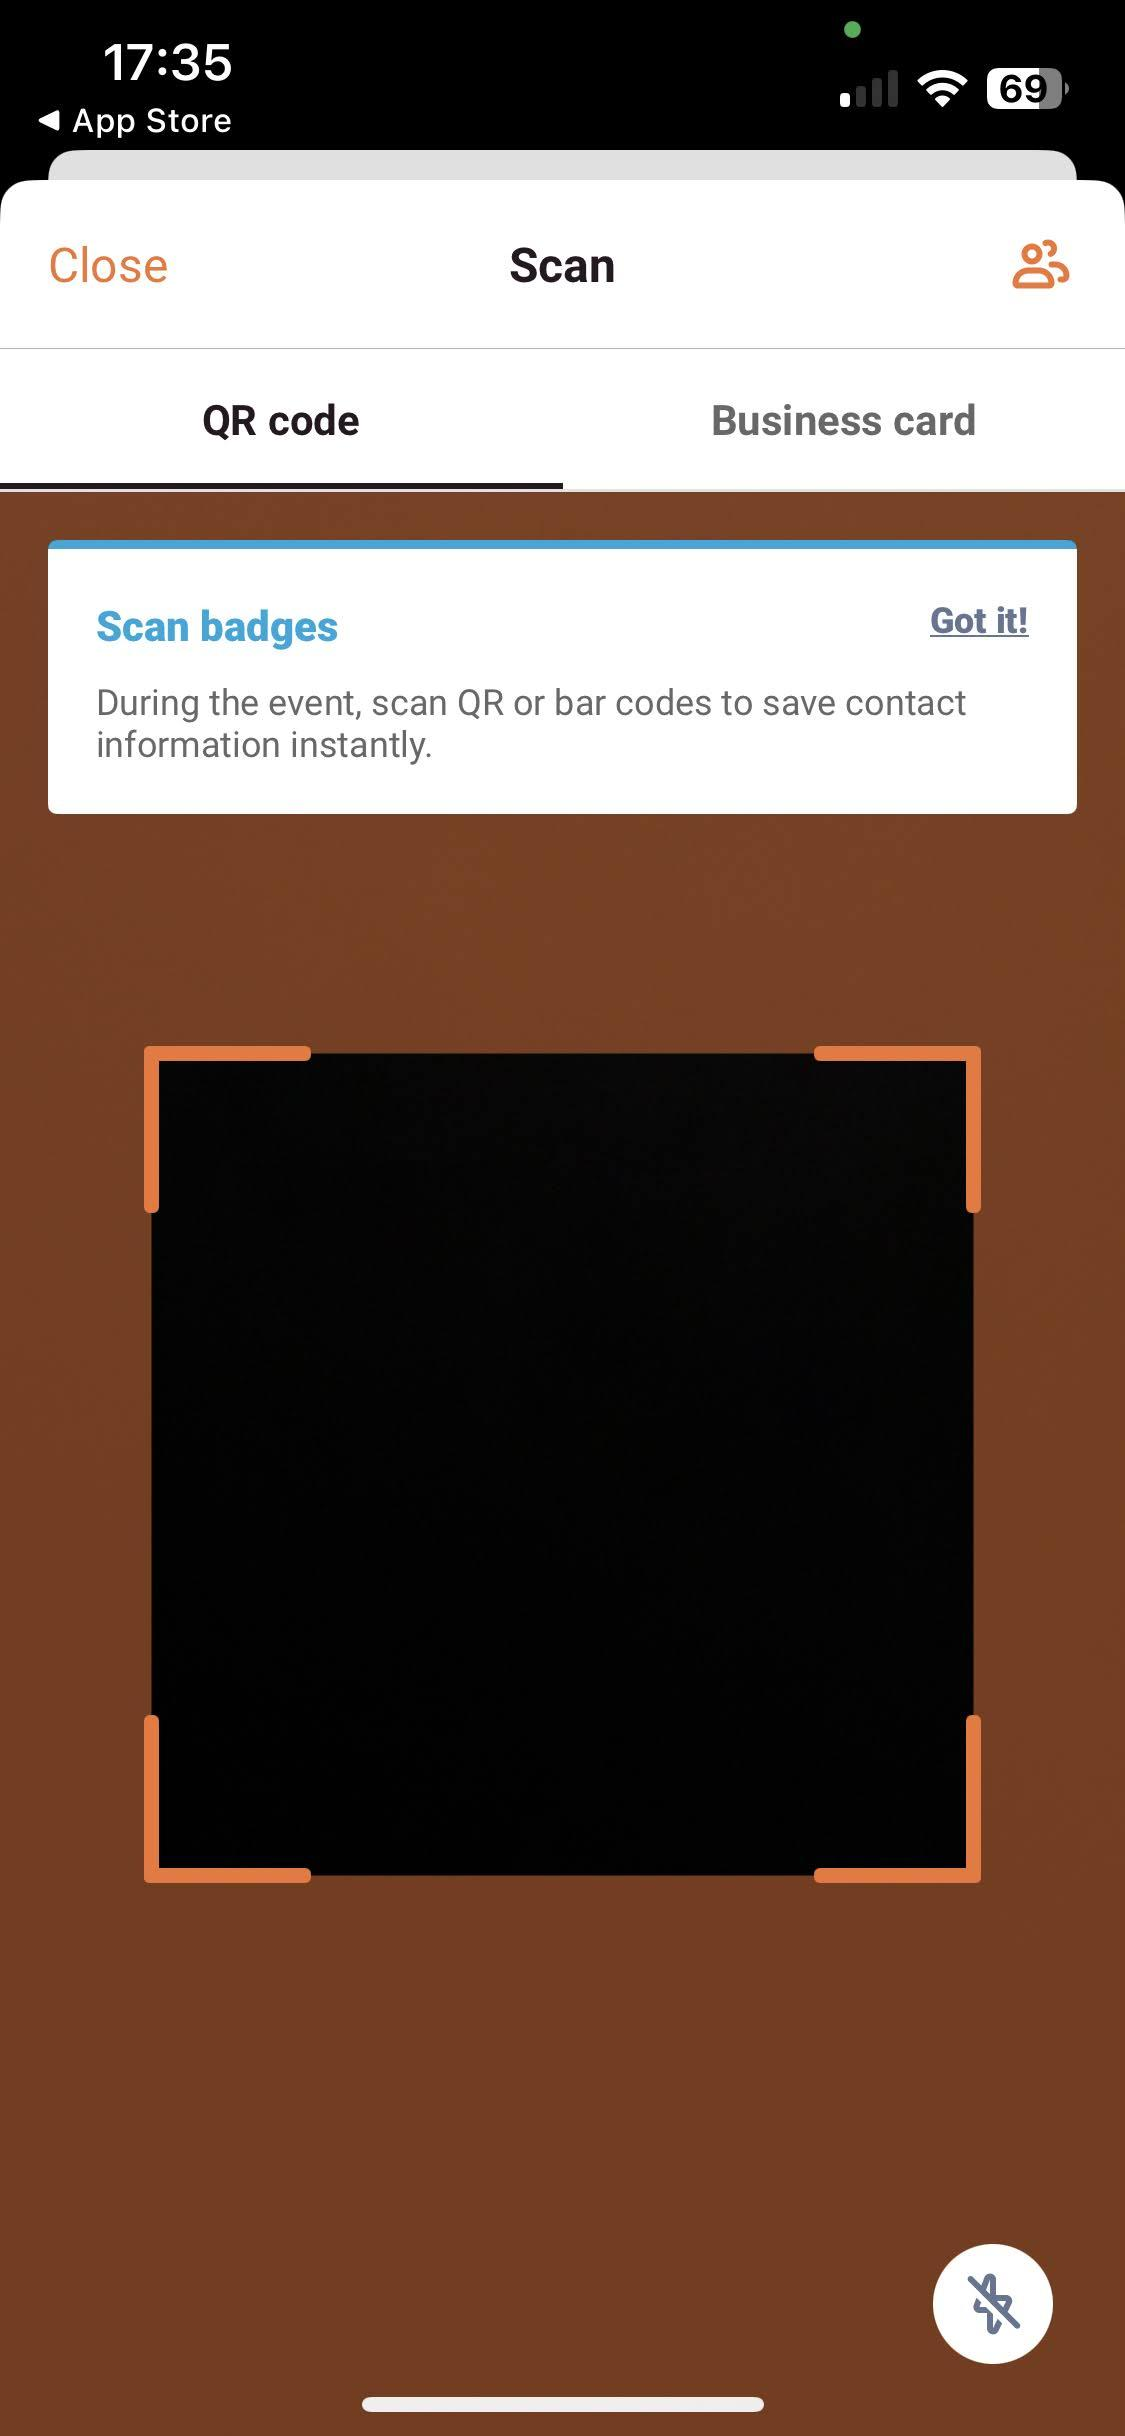 17:35
69
App Store
Close
Scan
QR code
Business card
Scan badges
Got it!
During the event, scan QR or bar codes to save contact
information instantly.